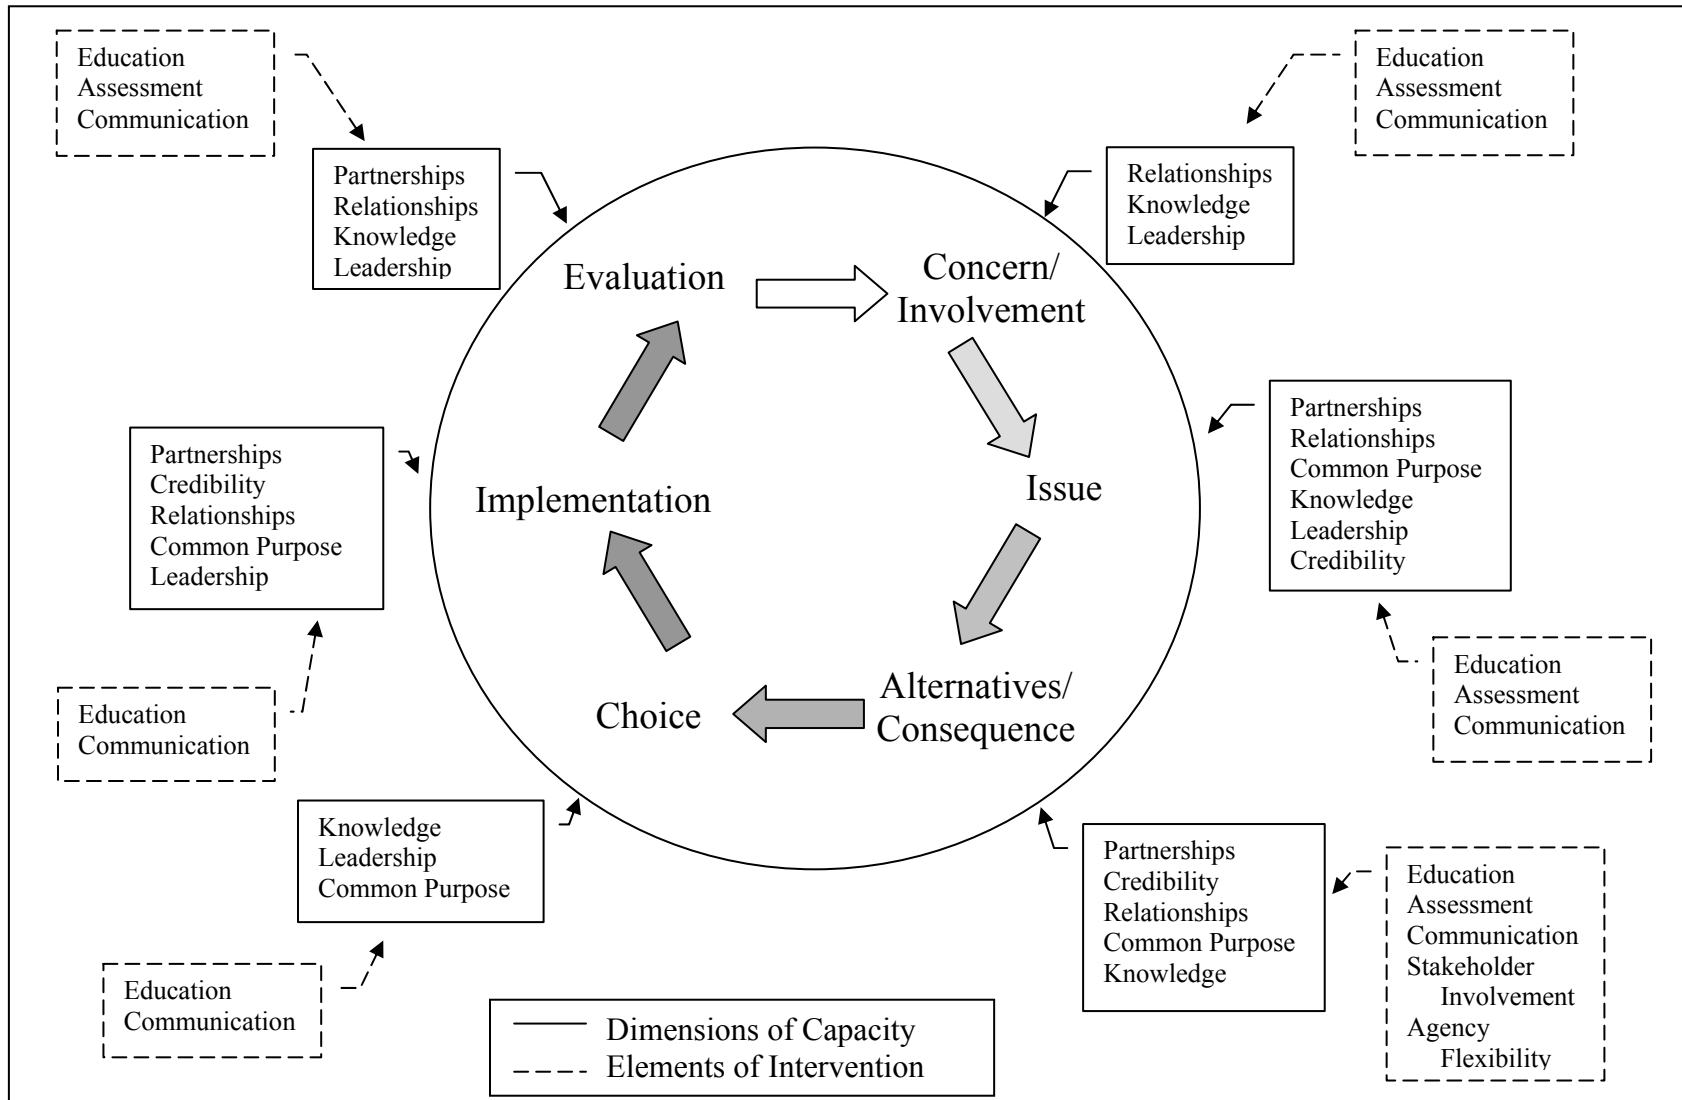 Education
Assessment
Communication
Education
Assessment
Communication
Partnerships
Relationships
Knowledge
Leadership
Relationships
Knowledge
Leadership
Evaluation
Concern/
Involvement
Partnerships
Relationships
Common Purpose
Knowledge
Leadership
Credibility
Partnerships
Credibility
Relationships
Common Purpose
Leadership
Implementation
Issue
Education
Assessment
Communication
Education
Communication
Choice
Alternatives/
Consequence
Knowledge
Leadership
Common Purpose
Partnerships
Credibility
Relationships
Common Purpose
Knowledge
Education
Assessment
Communication
Stakeholder
Involvement
Agency
Flexibility
Education
Communication
Dimensions of Capacity
Elements of Intervention